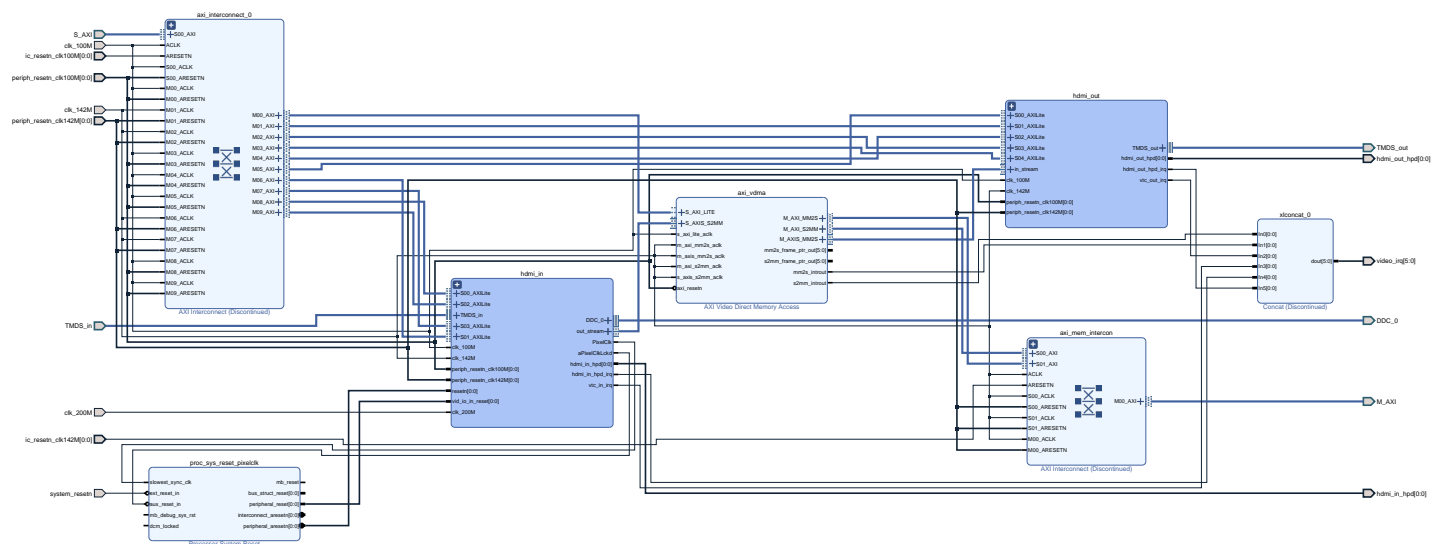 axi_interconnect_0
S_AXI
clk_100M
ic_resetn_clk100M[0:0]
periph_resetn_clk100M[0:0]
clk_142M
periph_resetn_clk142M[0:0]
TMDS_in
clk_200M
ic_resetn_clk142M[0:0]
system_resetn
S00_AXI
ACLK
ARESETN
S00_ACLK
S00_ARESETN
M00_ACLK
M00_ARESETN
M01_ACLK
M01_ARESETN
M02_ACLK
M02_ARESETN
M03_ACLK
M03_ARESETN
M04_ACLK
M04_ARESETN
M05_ACLK
M05_ARESETN
M06_ACLK
M06_ARESETN
M07_ACLK
M07_ARESETN
M08_ACLK
M08_ARESETN
M09_ACLK
M09_ARESETN
M00_AXI
M01_AXI
M02_AXI
M03_AXI
M04_AXI
M05_AXI
M06_AXI
M07_AXI
M08_AXI
M09_AXI
AXI Interconnect (Discontinued)
proc_sys_reset_pixelclk
slowest_sync_clk
ext_reset_in
aux_reset_in
mb_debug_sys_rst
dcm_locked
mb_reset
bus_struct_reset[0:0]
peripheral_reset[0:0]
interconnect_aresetn[0:0]
peripheral_aresetn[0:0]
Processor System Reset
hdmi_in
S00_AXILite
S02_AXILite
TMDS_in
S03_AXILite
S01_AXILite
clk_100M
clk_142M
periph_resetn_clk100M[0:0]
periph_resetn_clk142M[0:0]
resetn[0:0]
vid_io_in_reset[0:0]
clk_200M
DDC_0
out_stream
PixelClk
aPixelClkLckd
hdmi_in_hpd[0:0]
hdmi_in_hpd_irq
vtc_in_irq
axi_vdma
S_AXI_LITE
S_AXIS_S2MM
s_axi_lite_aclk
m_axi_mm2s_aclk
m_axis_mm2s_aclk
m_axi_s2mm_aclk
s_axis_s2mm_aclk
axi_resetn
M_AXI_MM2S
M_AXI_S2MM
M_AXIS_MM2S
mm2s_frame_ptr_out[5:0]
s2mm_frame_ptr_out[5:0]
mm2s_introut
s2mm_introut
AXI Video Direct Memory Access
hdmi_out
S00_AXILite
S01_AXILite
S02_AXILite
S03_AXILite
S04_AXILite
in_stream
clk_100M
clk_142M
periph_resetn_clk100M[0:0]
periph_resetn_clk142M[0:0]
TMDS_out
hdmi_out_hpd[0:0]
hdmi_out_hpd_irq
vtc_out_irq
axi_mem_intercon
S00_AXI
S01_AXI
ACLK
ARESETN
S00_ACLK
S00_ARESETN
S01_ACLK
S01_ARESETN
M00_ACLK
M00_ARESETN
M00_AXI
AXI Interconnect (Discontinued)
xlconcat_0
In0[0:0]
In1[0:0]
In2[0:0]
In3[0:0]
In4[0:0]
In5[0:0]
dout[5:0]
Concat (Discontinued)
TMDS_out
hdmi_out_hpd[0:0]
video_irq[5:0]
DDC_0
M_AXI
hdmi_in_hpd[0:0]